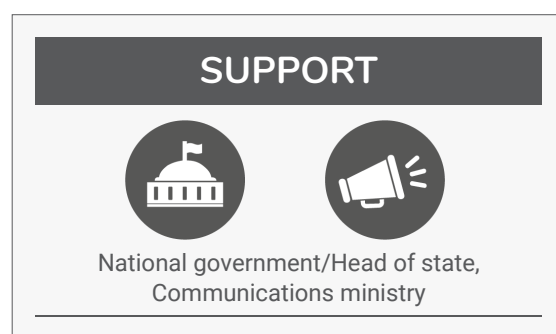 SUPPORT
National government/Head of state,
Communications ministry